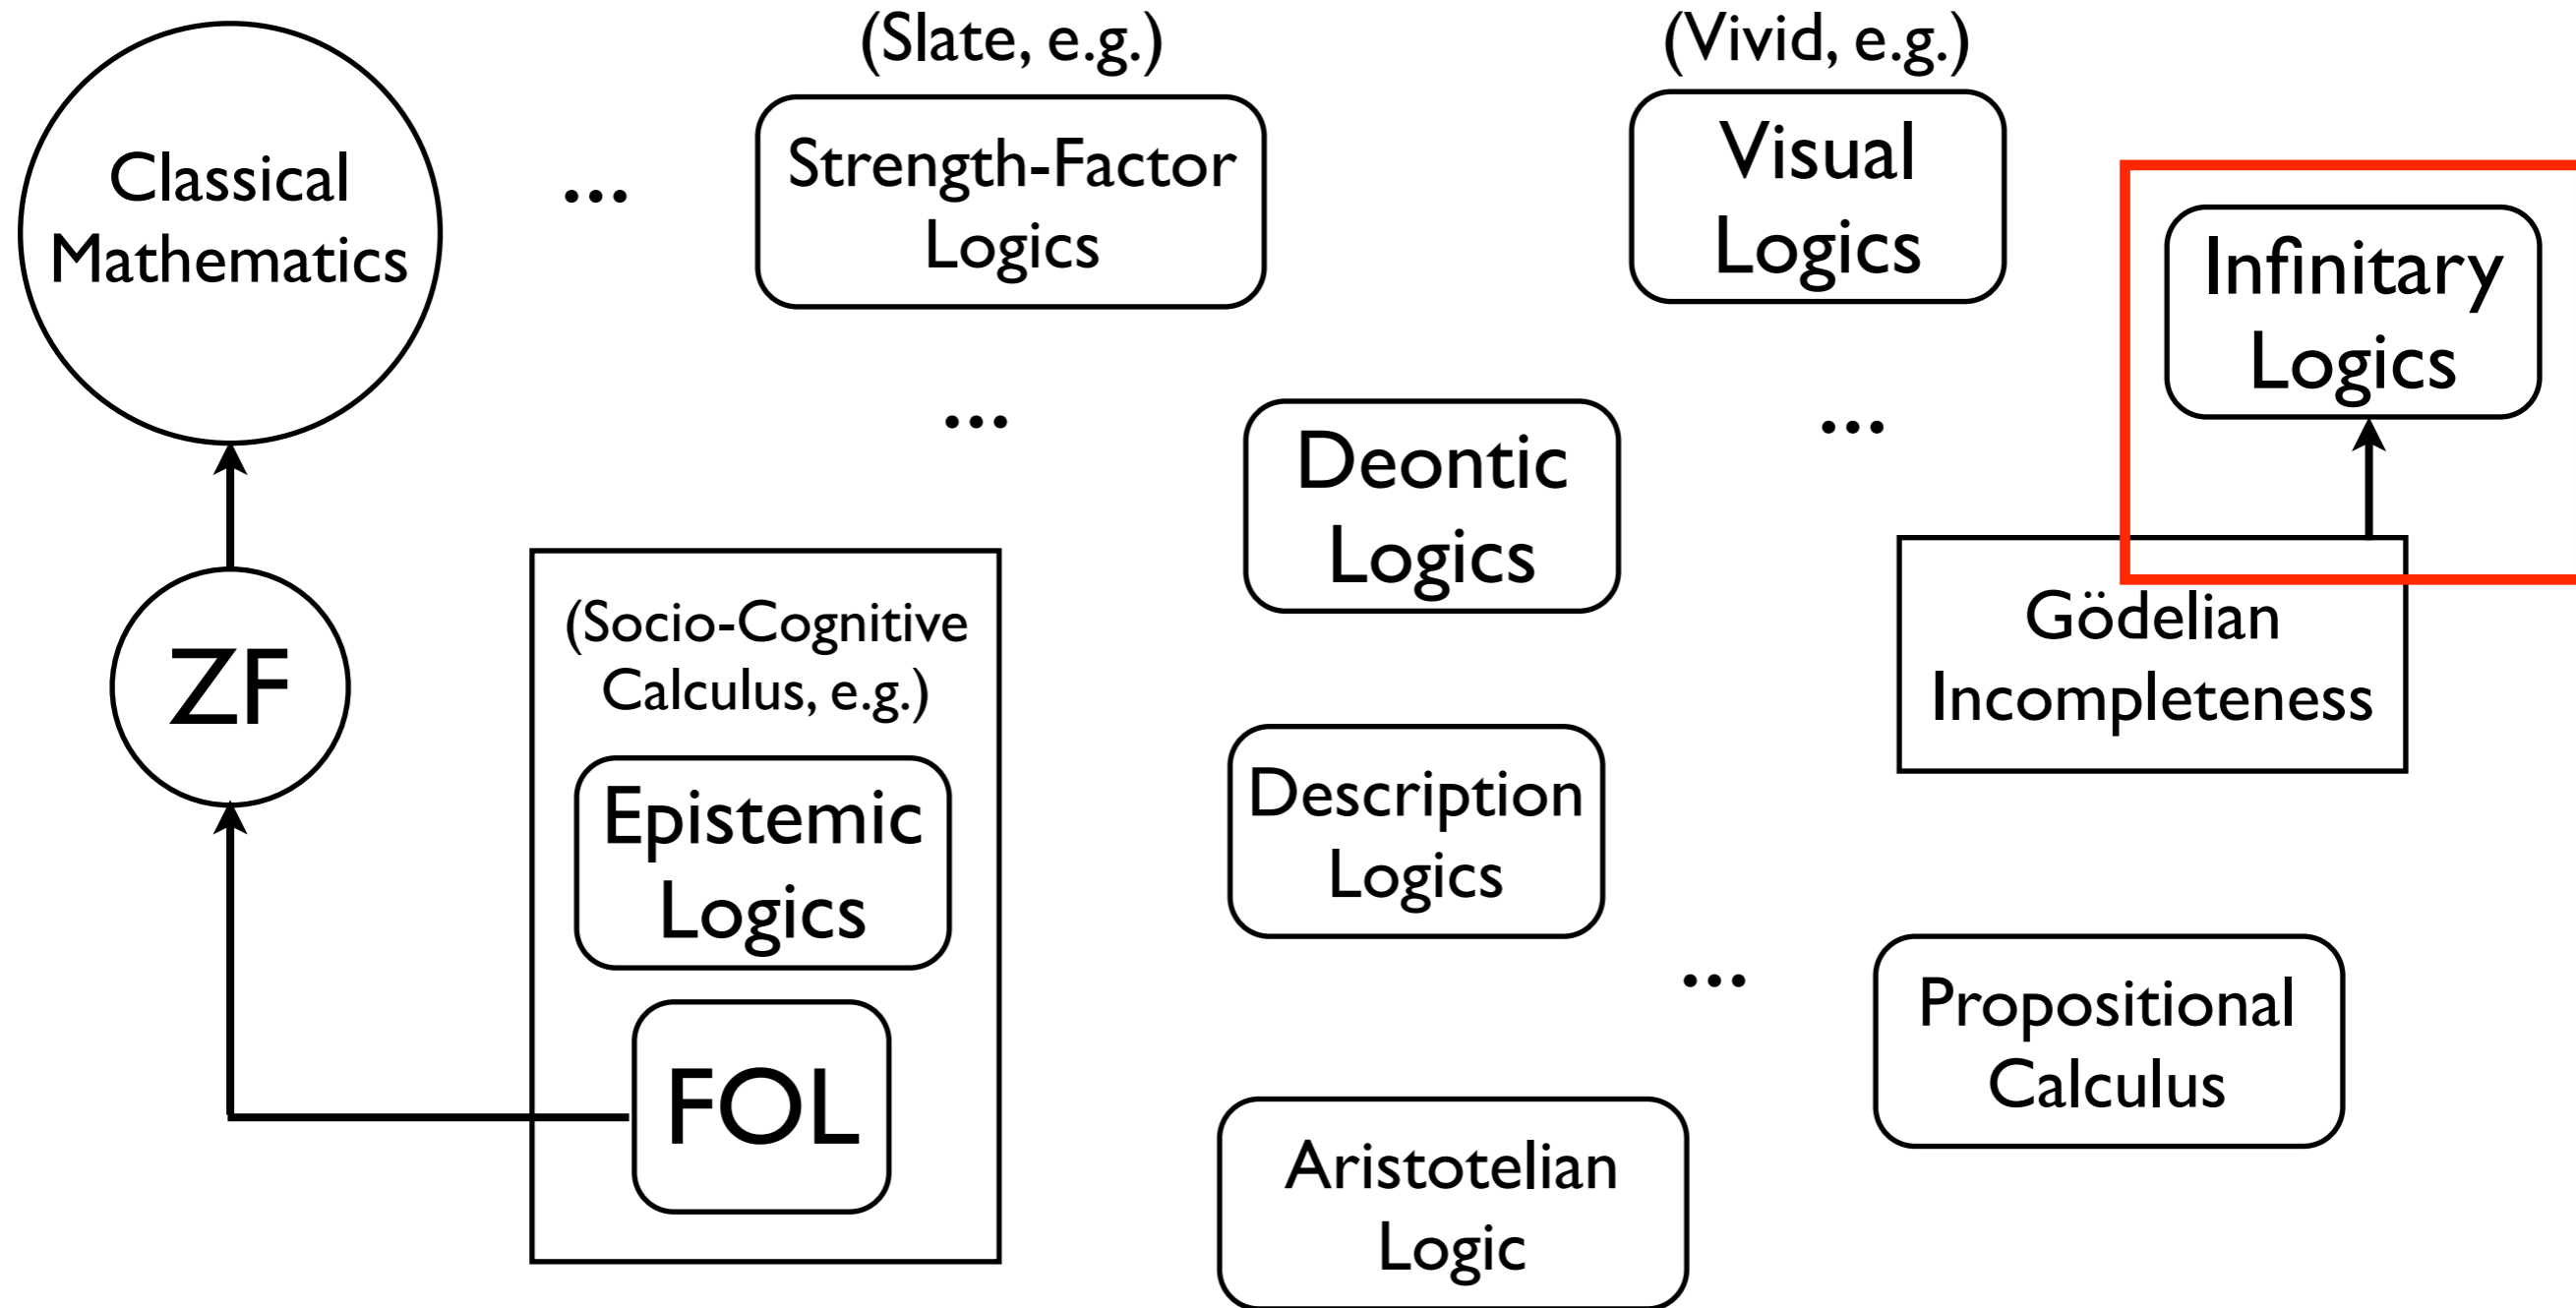 (Slate, e.g.)
(Vivid, e.g.)
Classical
Mathematics
...
Strength-Factor
Logics
Visual
Logics
Infinitary
Logics
...
Deontic
Logics
...
(Socio-Cognitive
Calculus, e.g.)
Gödelian
Incompleteness
ZF
Epistemic
Logics
Description
Logics
...
Propositional
Calculus
FOL
Aristotelian
Logic